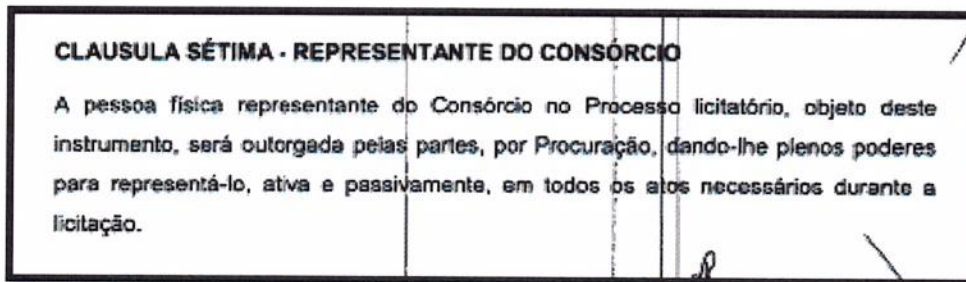 CLAUSULA SÉTIMA - REPRESENTANTE DO CONSÓRCIO
A pessoa física representante do Consórcio no Processo licitatório, objeto deste
instrumento, será outorgada pelas partes, por Procuração, dando-lhe plenos poderes
para representá-lo, ativa e passivamente, em todos os atos necessários durante a
licitação.